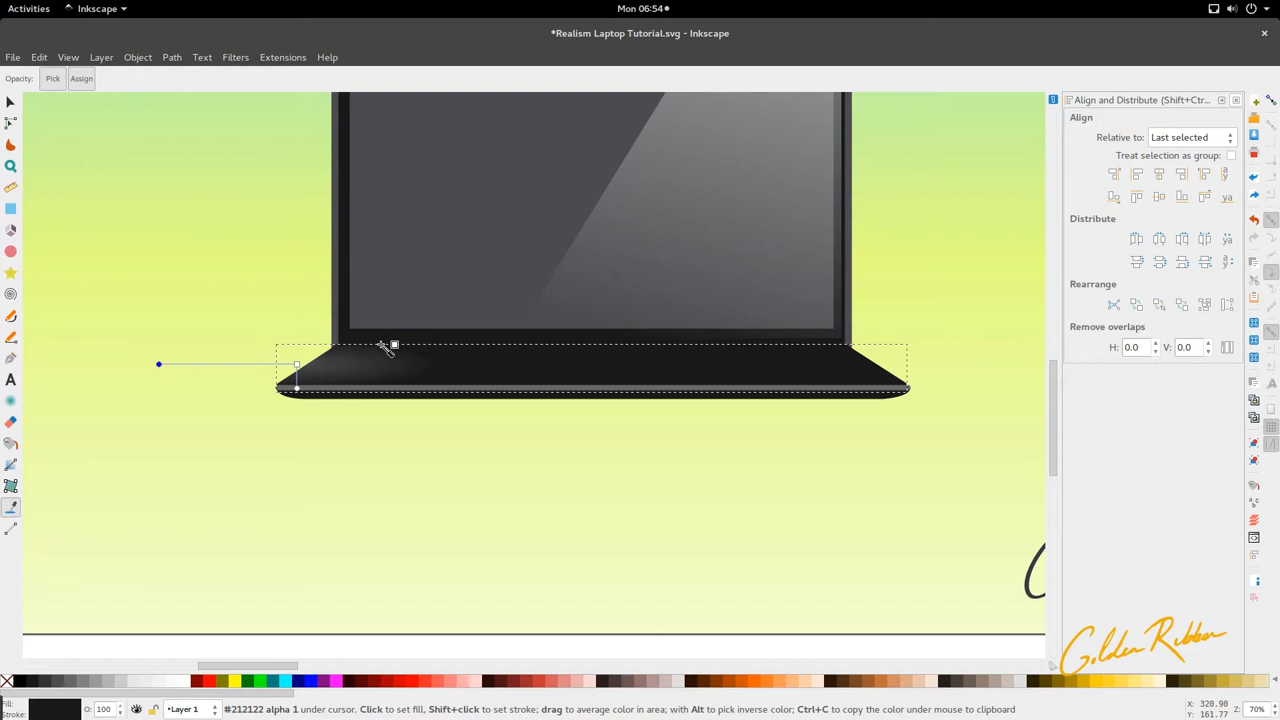 Activities
Inkscape
Mon 06:54
*Realism Laptop Tutorial.svg - Inkscape
File Edit View Layer Object Path Text Filters Extensions Help
Opacity: Pick Assign
Align and Distribute (Shift+Ctr...
Align
Relative to: Last selected
Treat selection as group:
Distribute
Rearrange
Remove overlaps
H: 0.0 V: 0.0
Golden Ribbon
Fill:
Stroke:
O: 100
•Layer 1
#212122 alpha 1 under cursor. Click to set fill, Shift+click to set stroke; drag to average color in area; with Alt to pick inverse color; Ctrl+C to copy the color under mouse to clipboard
X: 320.90
Y: 161.77
Z: 70%